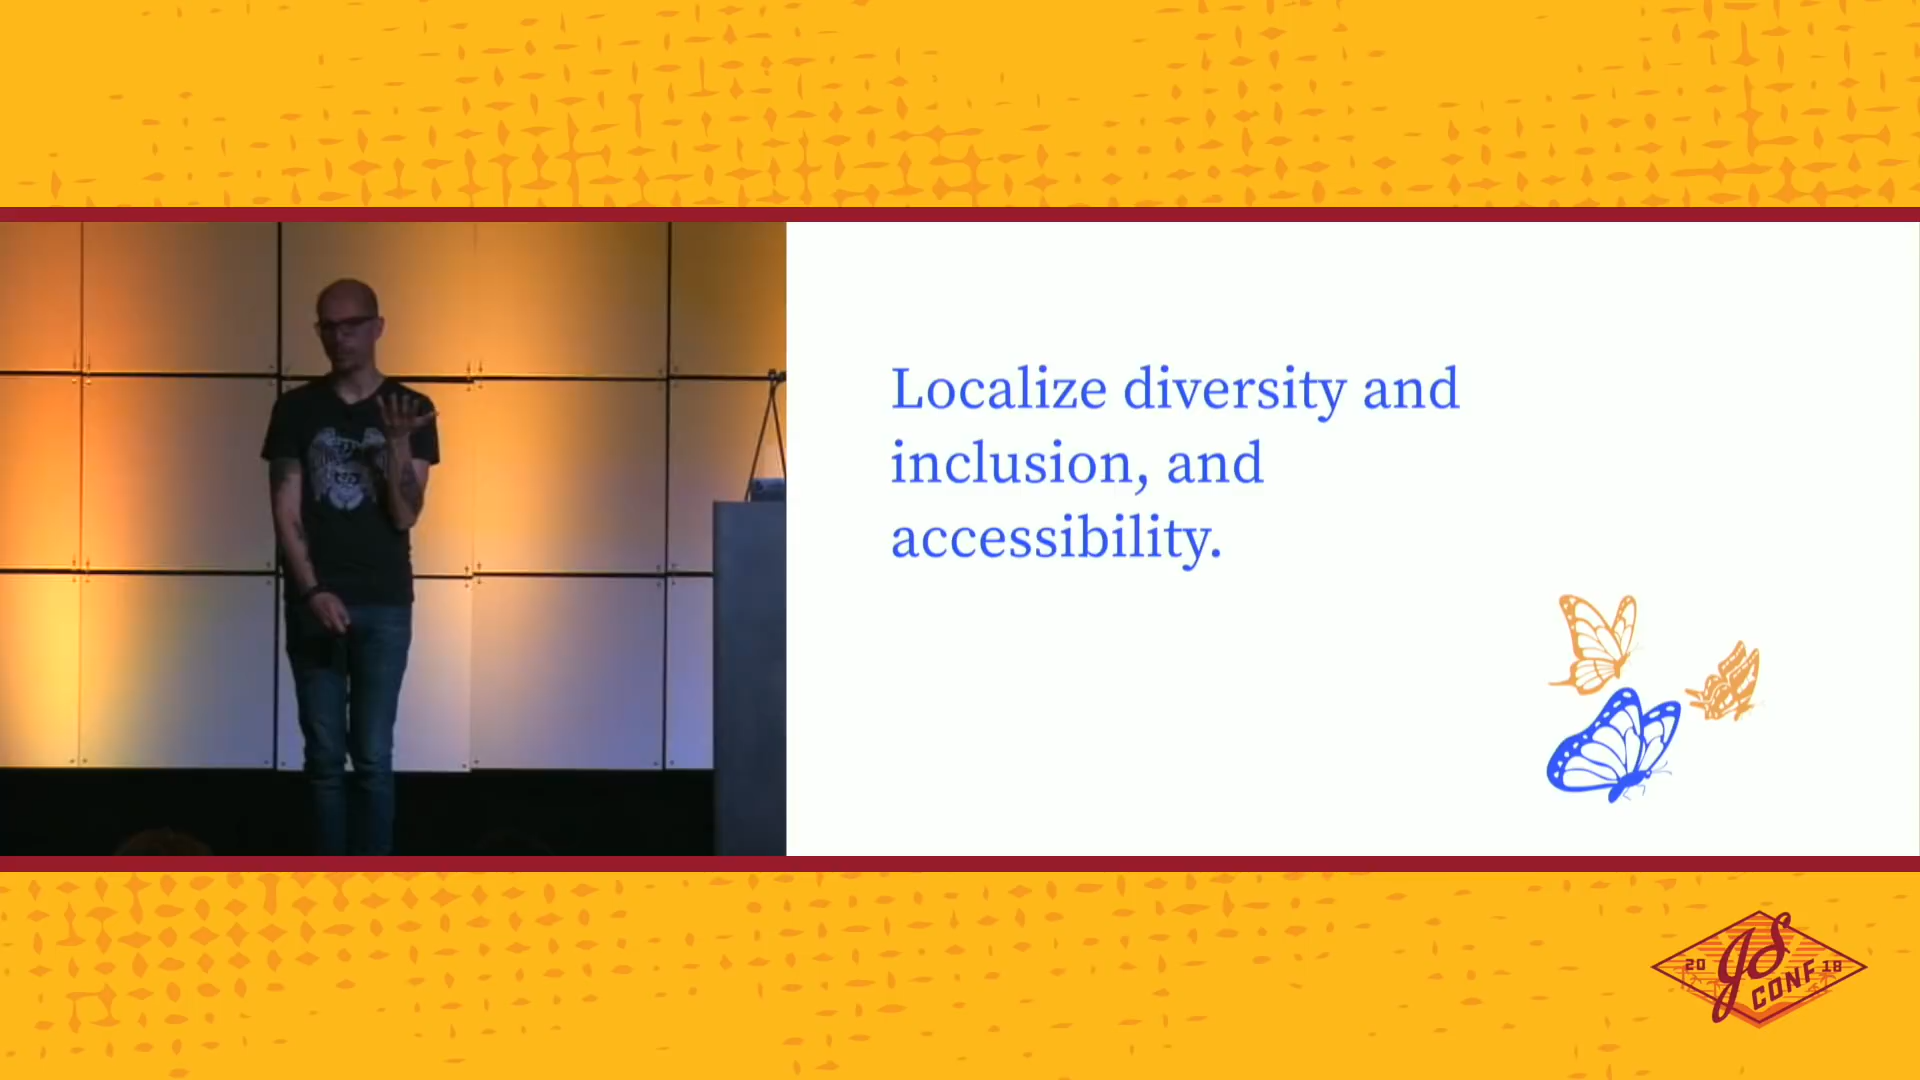 Localize diversity and
inclusion, and
accessibility.
20 JS 18
CONF